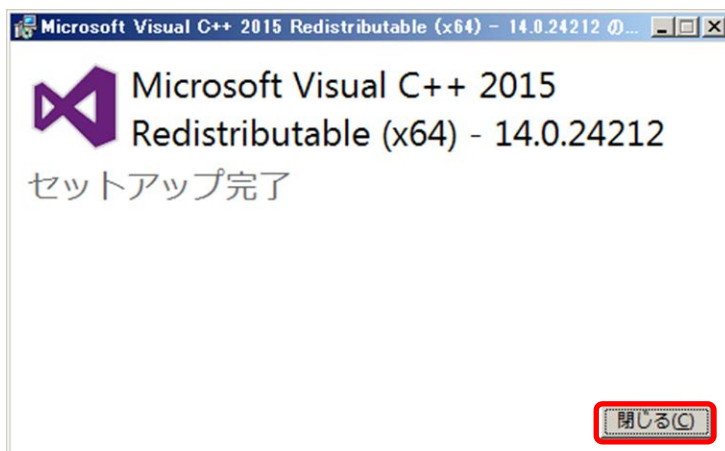 Microsoft Visual C++ 2015 Redistributable (x64) - 14.0.24212 の...
Microsoft Visual C++ 2015
Redistributable (x64) - 14.0.24212
セットアップ完了
閉じる(C)